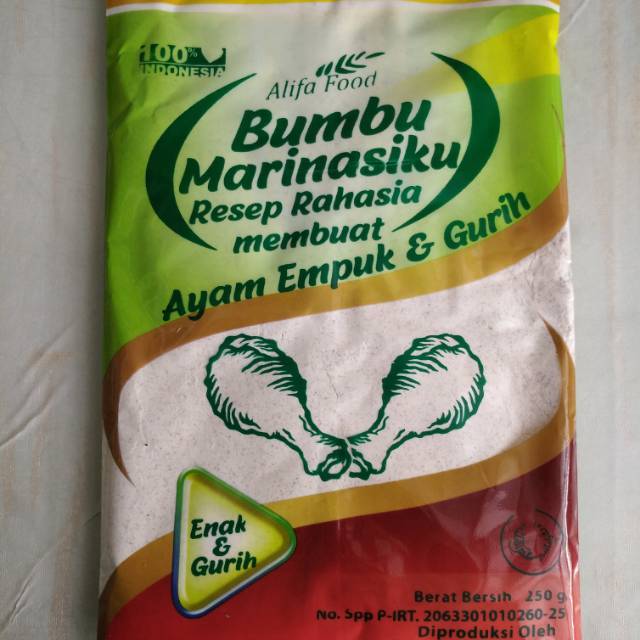 100%
INDONESIA
Alifa Food
Bumbu
Marinasiku
Resep Rahasia
membuat
Ayam Empuk & Gurih
Enak
&
Gurih
Berat Bersih 250 g
No. Spp P-IRT. 2063301010260-25
Diproduksi Oleh